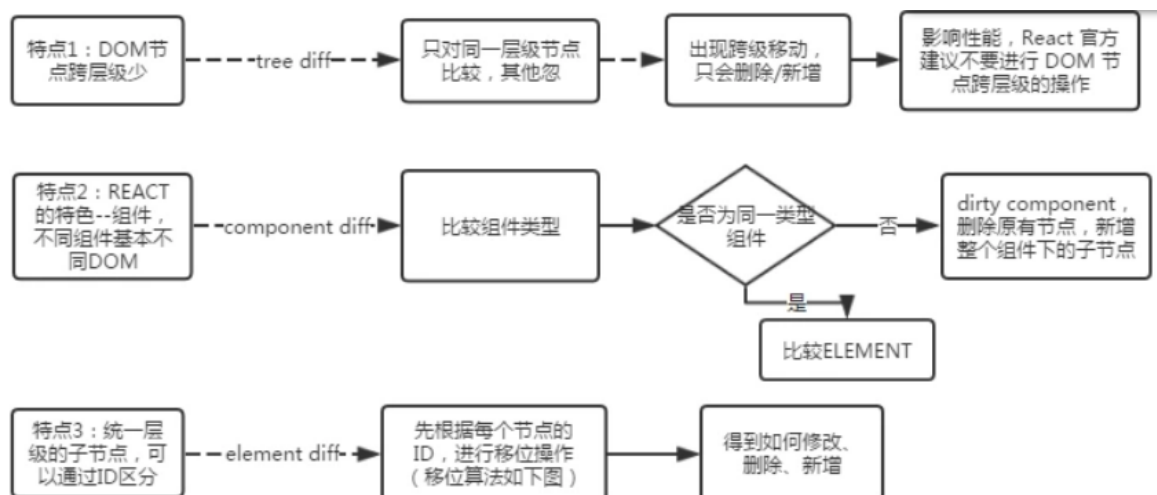 特点1：DOM节
点跨层级少
tree diff
只对同一层级节点
比较，其他忽
出现跨级移动，
只会删除/新增
影响性能，React 官方
建议不要进行 DOM 节
点跨层级的操作
特点2：REACT
的特色--组件，
不同组件基本不
同DOM
component diff
比较组件类型
是否为同一类型
组件
否
dirty component，
删除原有节点，新增
整个组件下的子节点
是
比较ELEMENT
特点3：统一层
级的子节点，可
以通过ID区分
element diff
先根据每个节点的
ID，进行移位操作
（移位算法如下图）
得到如何修改、
删除、新增